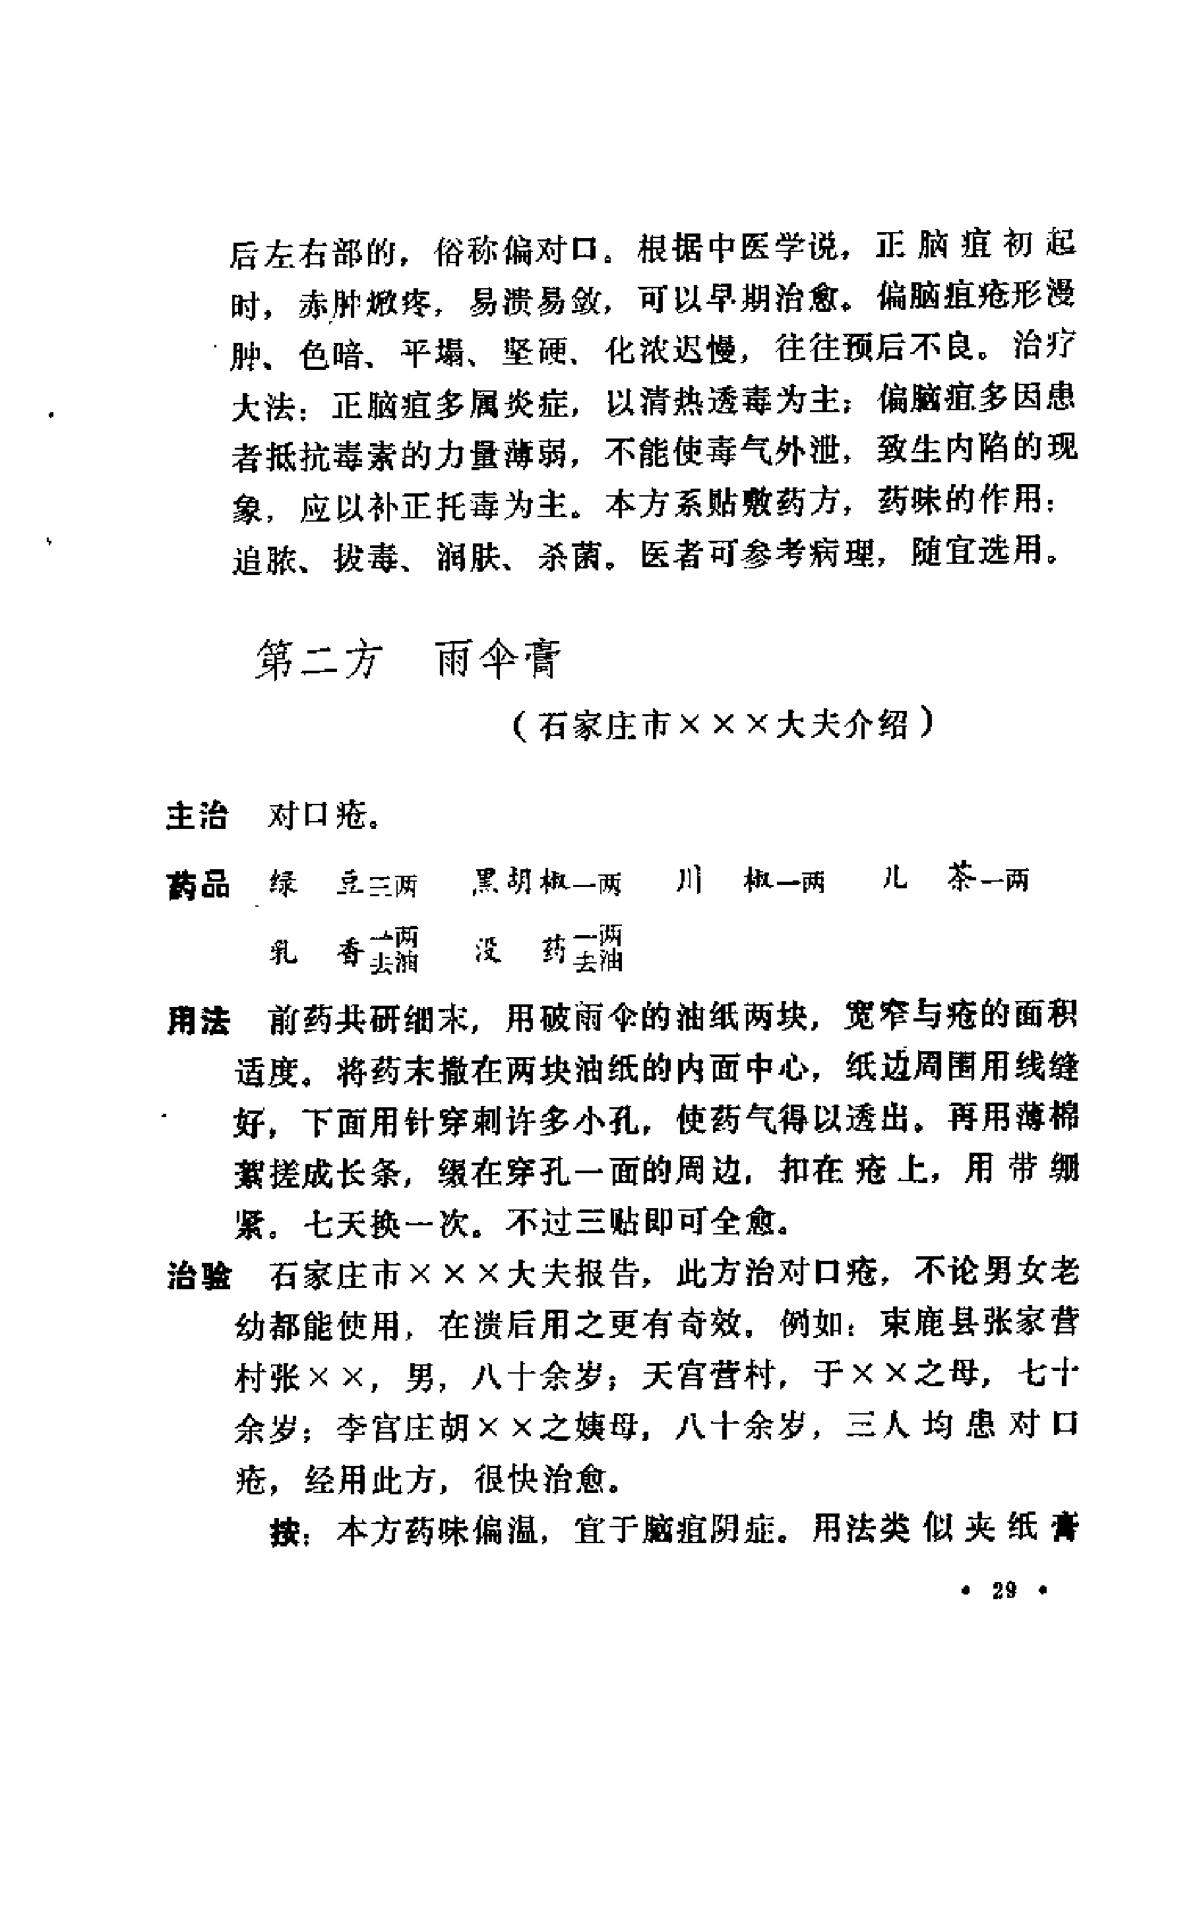 后左右部的，俗称偏对口。根据中医学说，正脑疽初起
时，赤肿焮疼，易溃易敛，可以早期治愈。偏脑疽疮形漫
肿、色暗、平塌、坚硬、化浓迟慢，往往预后不良。治疗
大法：正脑疽多属炎症，以清热透毒为主；偏脑疽多因患
者抵抗毒素的力量薄弱，不能使毒气外泄，致生内陷的现
象，应以补正托毒为主。本方系贴敷药方，药味的作用：
追脓、拔毒、润肤、杀菌。医者可参考病理，随宜选用。
第二方 雨伞膏
（石家庄市×××大夫介绍）
主治 对口疮。
药品 绿豆三两 黑胡椒一两 川椒一两 儿茶一两
乳香一两去油 没药一两去油
用法 前药共研细末，用破雨伞的油纸两块，宽窄与疮的面积
适度。将药末撒在两块油纸的内面中心，纸边周围用线缝
好，下面用针穿刺许多小孔，使药气得以透出。再用薄棉
絮搓成长条，缀在穿孔一面的周边，扣在疮上，用带绷
紧。七天换一次。不过三贴即可全愈。
治验 石家庄市×××大夫报告，此方治对口疮，不论男女老
幼都能使用，在溃后用之更有奇效。例如：束鹿县张家营
村张××，男，八十余岁；天宫营村，于××之母，七十
余岁；李官庄胡××之姨母，八十余岁，三人均患对口
疮，经用此方，很快治愈。
按：本方药味偏温，宜于脑疽阴症。用法类似夹纸膏
• 29 •